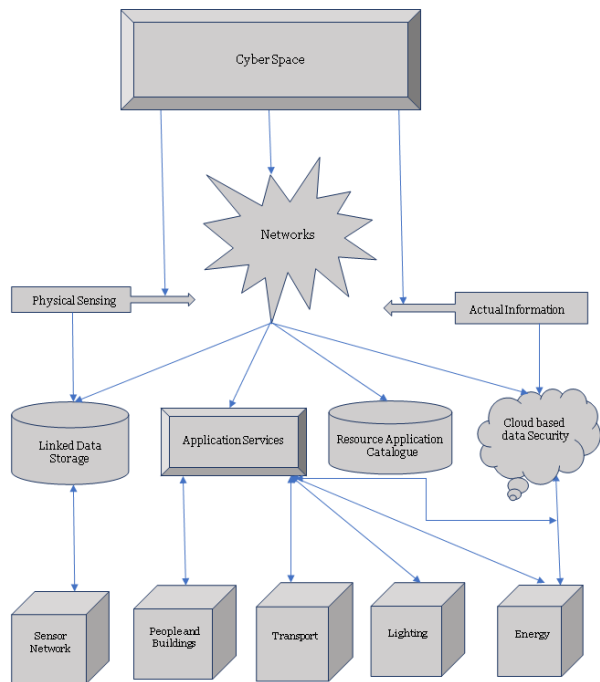 Cyber Space
Networks
Physical Sensing
Actual Information
Linked Data
Storage
Application Services
Resource Application
Catalogue
Cloud based
data Security
Sensor
Network
People and
Buildings
Transport
Lighting
Energy